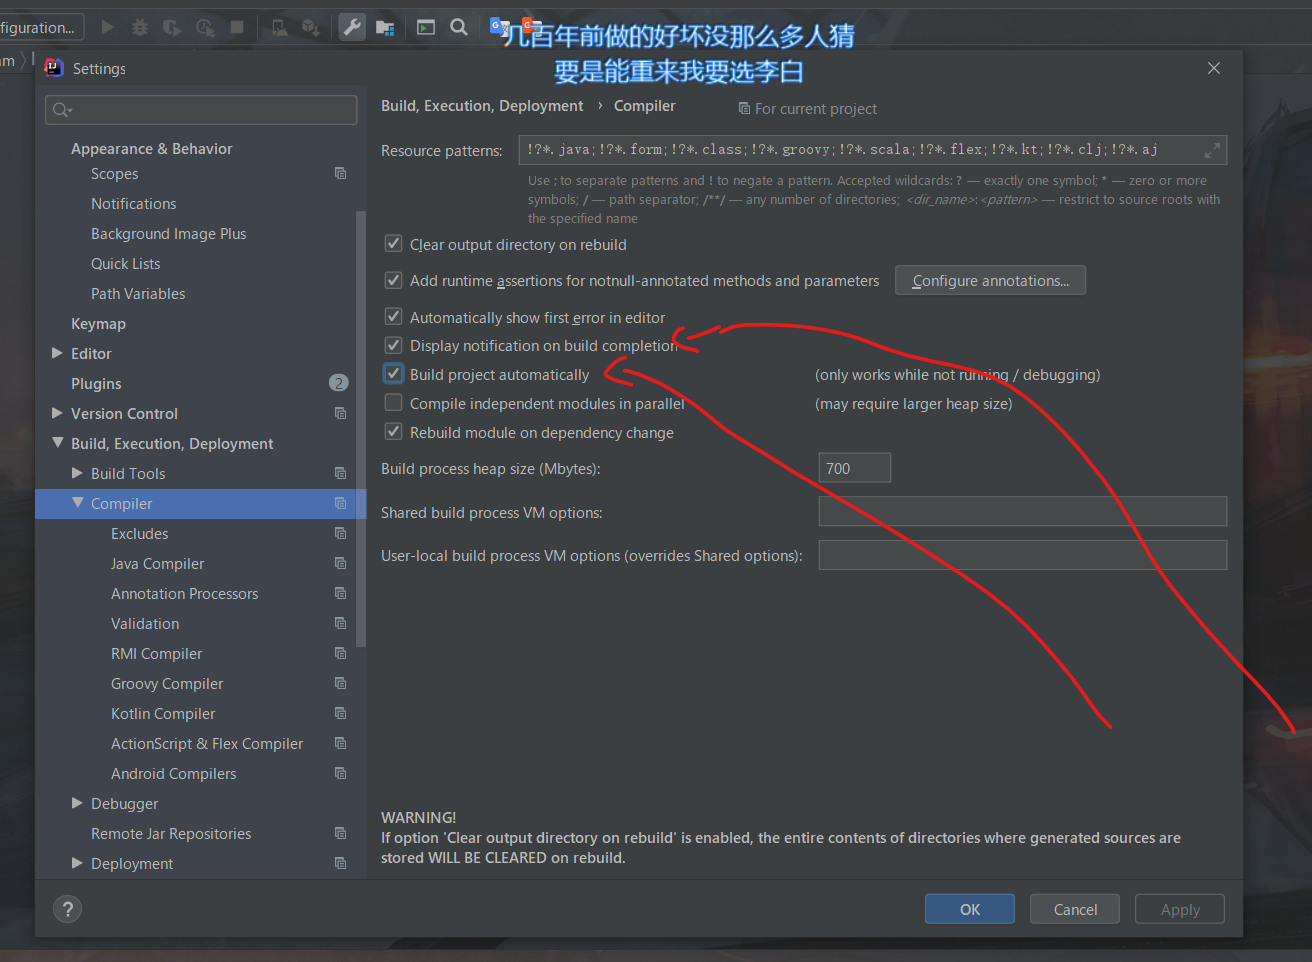 figuration...
am
几百年前做的好坏没那么多人猜
要是能重来我要选李白
Settings
Appearance & Behavior
Scopes
Notifications
Background Image Plus
Quick Lists
Path Variables
Keymap
Editor
Plugins 2
Version Control
Build, Execution, Deployment
Build Tools
Compiler
Excludes
Java Compiler
Annotation Processors
Validation
RMI Compiler
Groovy Compiler
Kotlin Compiler
ActionScript & Flex Compiler
Android Compilers
Debugger
Remote Jar Repositories
Deployment
Build, Execution, Deployment › Compiler For current project
Resource patterns: !?*.java;!?*.form;!?*.class;!?*.groovy;!?*.scala;!?*.flex;!?*.kt;!?*.clj;!?*.aj
Use ; to separate patterns and ! to negate a pattern. Accepted wildcards: ? — exactly one symbol; * — zero or more
symbols; / — path separator; /**/ — any number of directories; <dir_name>:<pattern> — restrict to source roots with
the specified name
Clear output directory on rebuild
Add runtime assertions for notnull-annotated methods and parameters Configure annotations...
Automatically show first error in editor
Display notification on build completion
Build project automatically (only works while not running / debugging)
Compile independent modules in parallel (may require larger heap size)
Rebuild module on dependency change
Build process heap size (Mbytes): 700
Shared build process VM options:
User-local build process VM options (overrides Shared options):
WARNING!
If option 'Clear output directory on rebuild' is enabled, the entire contents of directories where generated sources are
stored WILL BE CLEARED on rebuild.
? OK Cancel Apply